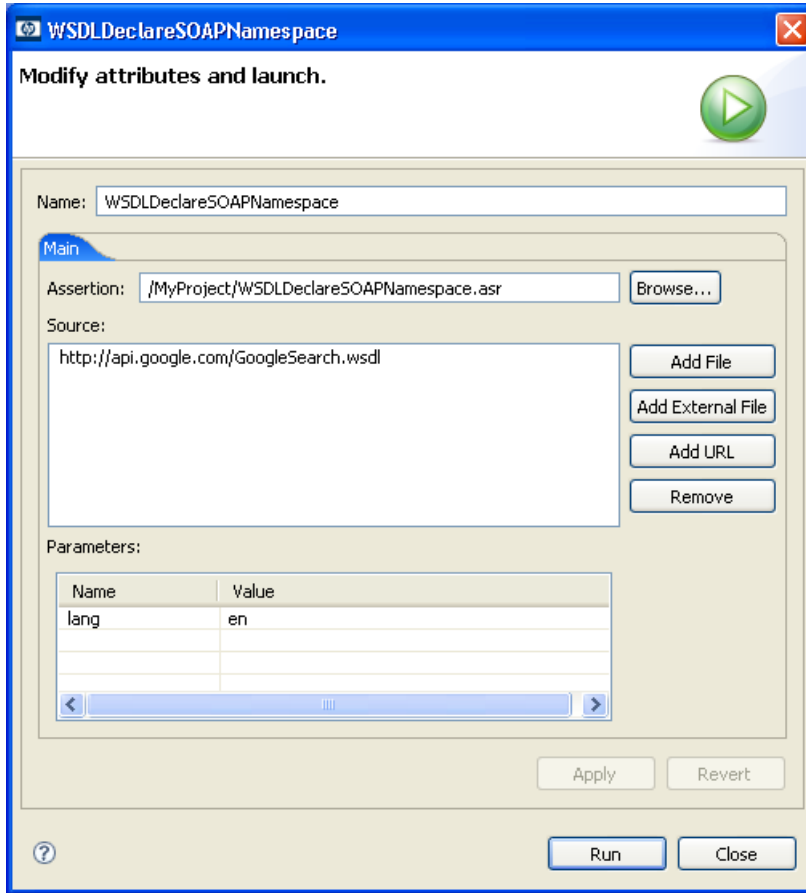 WSDLDeclareSOAPNamespace
Modify attributes and launch.
Name: WSDLDeclareSOAPNamespace
Main
Assertion: /MyProject/WSDLDeclareSOAPNamespace.asr Browse...
Source:
http://api.google.com/GoogleSearch.wsdl
Add File
Add External File
Add URL
Remove
Parameters:
Name Value
lang en
Apply Revert
Run Close